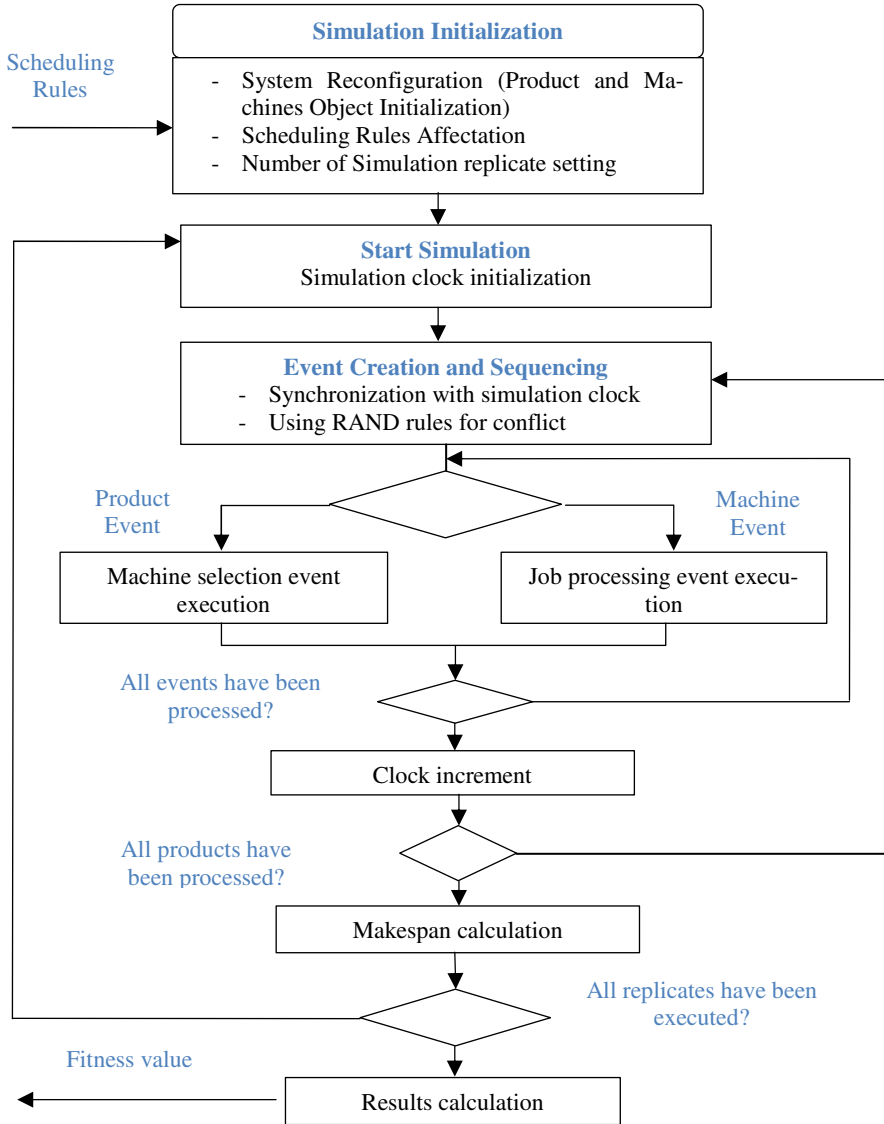 Simulation Initialization
Scheduling
Rules
- System Reconfiguration (Product and Ma-
chines Object Initialization)
- Scheduling Rules Affectation
- Number of Simulation replicate setting
Start Simulation
Simulation clock initialization
Event Creation and Sequencing
- Synchronization with simulation clock
- Using RAND rules for conflict
Product
Event
Machine
Event
Machine selection event
execution
Job processing event execu-
tion
All events have been
processed?
Clock increment
All products have
been processed?
Makespan calculation
All replicates have been
executed?
Fitness value
Results calculation